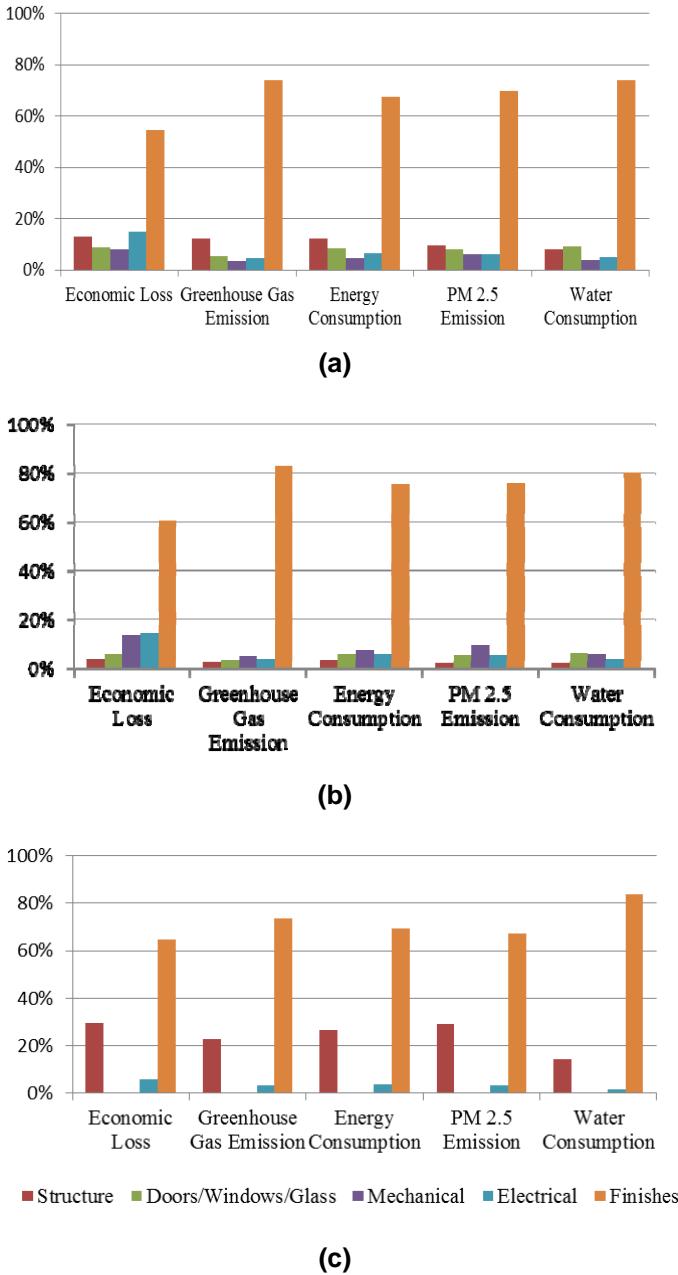 100%
80%
60%
40%
20%
0%
Economic Loss Greenhouse Gas Energy PM 2.5 Water
Emission Consumption Emission Consumption
(a)
100%
80%
60%
40%
20%
0%
Economic Greenhouse Energy PM 2.5 Water
Loss Gas Consumption Emission Consumption
Emission
(b)
100%
80%
60%
40%
20%
0%
Economic Greenhouse Energy PM 2.5 Water
Loss Gas Emission Consumption Emission Consumption
Structure Doors/Windows/Glass Mechanical Electrical Finishes
(c)